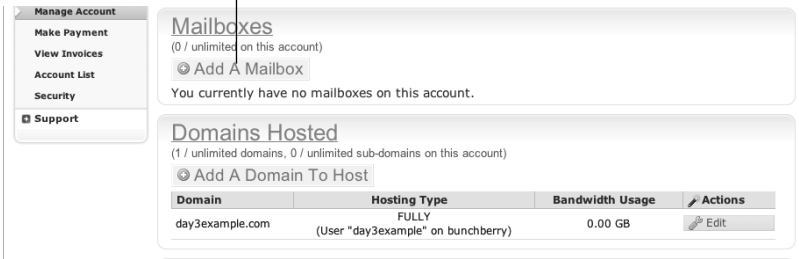 Manage Account
Make Payment
View Invoices
Account List
Security
Support
Mailboxes
(0 / unlimited on this account)
Add A Mailbox
You currently have no mailboxes on this account.
Domains Hosted
(1 / unlimited domains, 0 / unlimited sub-domains on this account)
Add A Domain To Host
Domain Hosting Type Bandwidth Usage Actions
day3example.com FULLY 0.00 GB Edit
(User "day3example" on bunchberry)